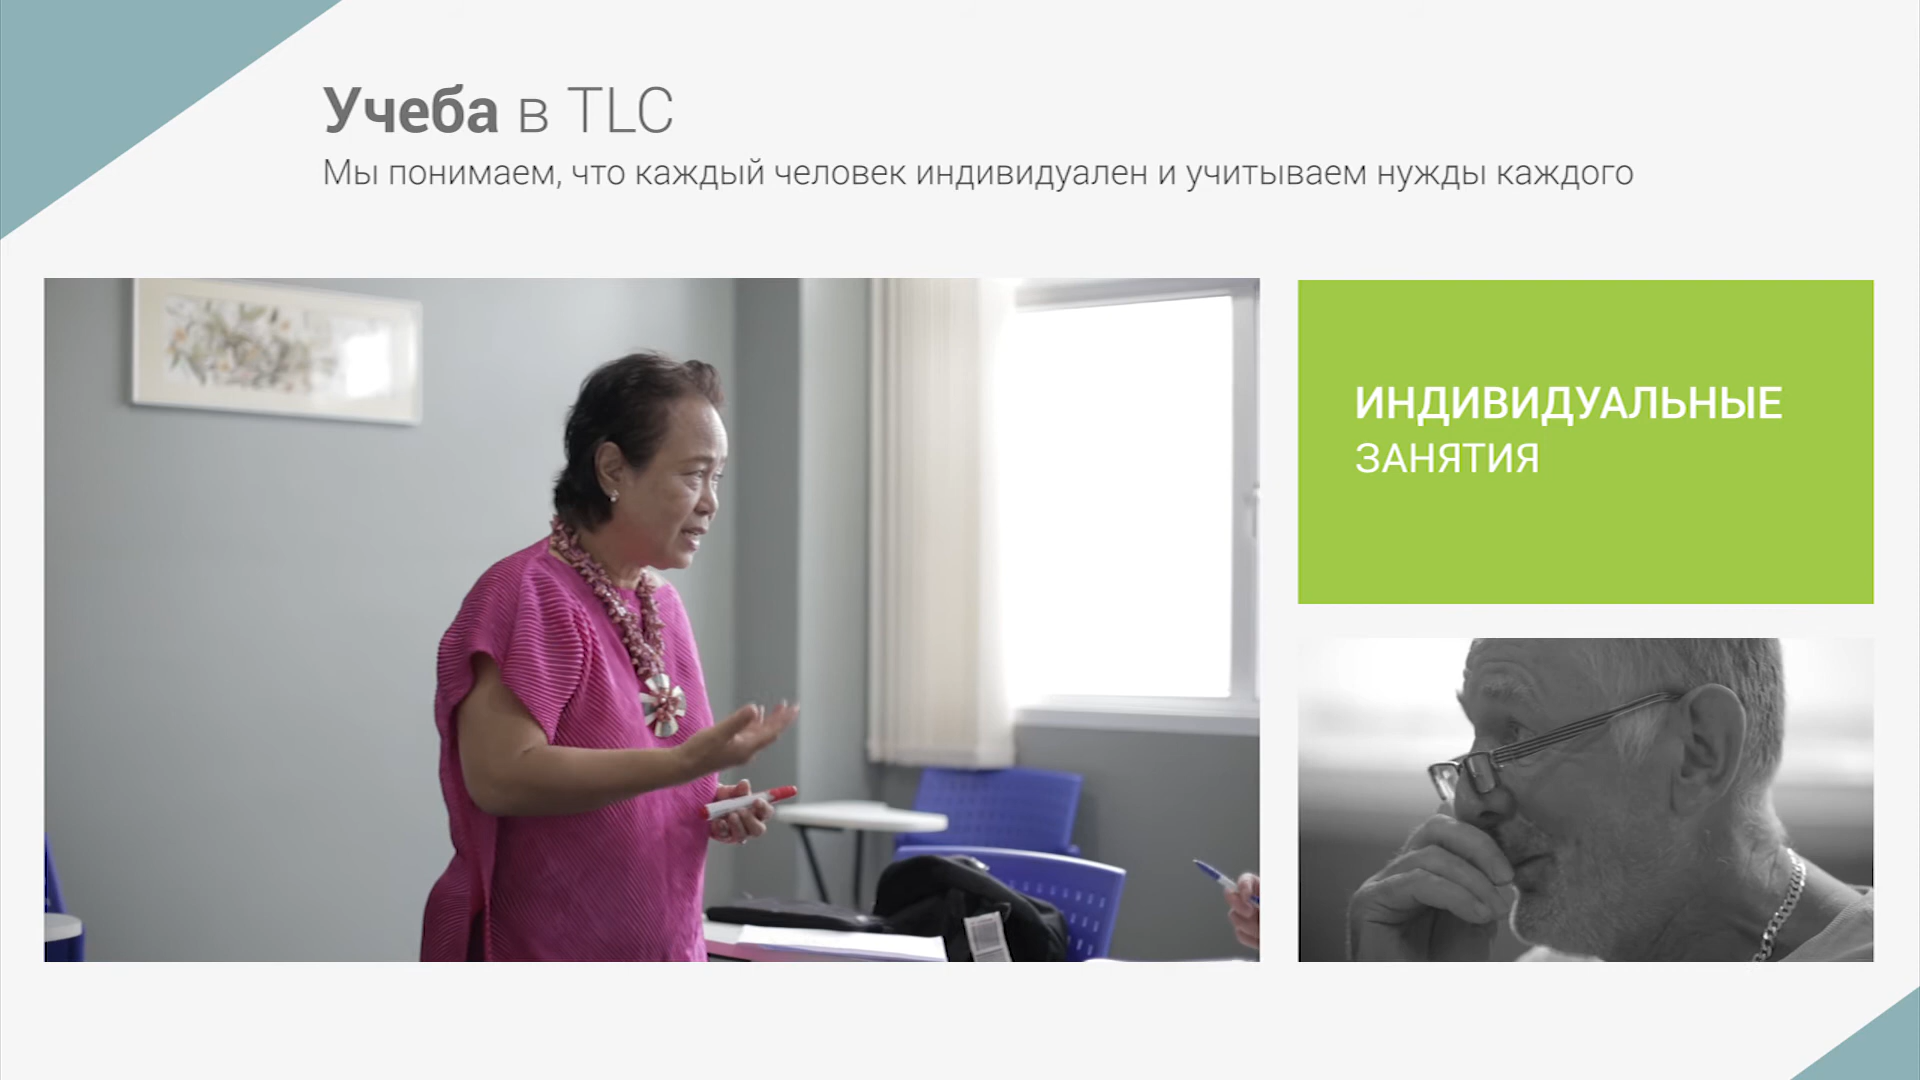 Учеба в TLC
Мы понимаем, что каждый человек индивидуален и учитываем нужды каждого
ИНДИВИДУАЛЬНЫЕ
ЗАНЯТИЯ